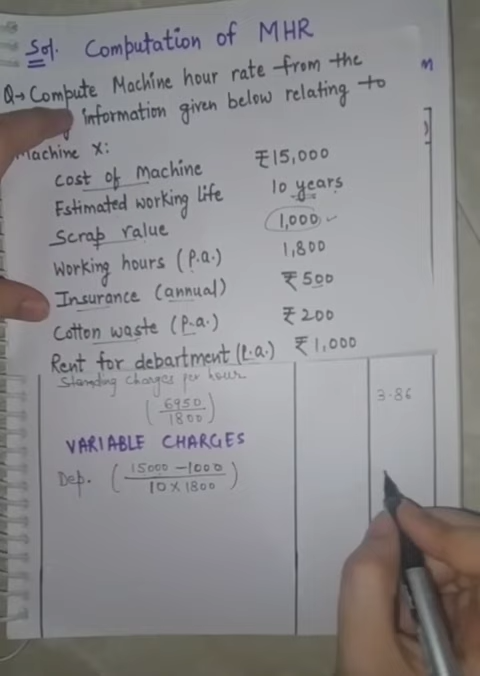 Sol. Computation of MHR
Q→ Compute Machine hour rate from the
information given below relating to
Machine X:
Cost of Machine ₹15,000
Estimated working life 10 years
Scrap value 1,000
Working hours (P.a.) 1,800
Insurance (annual) ₹500
Cotton waste (P.a.) ₹200
Rent for debartment (P.a.) ₹1,000
Standing Charges per hour
(6950/1800) 3.86
VARIABLE CHARGES
Dep. (15000-1000/10×1800)